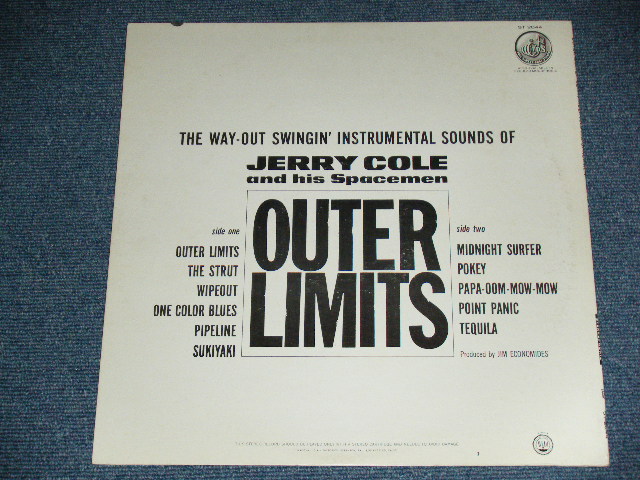 THE WAY-OUT SWINGIN' INSTRUMENTAL SOUNDS OF
JERRY COLE
and his Spacemen
OUTER
LIMITS
side one
OUTER LIMITS
THE STRUT
WIPEOUT
ONE COLOR BLUES
PIPELINE
SUKIYAKI
side two
MIDNIGHT SURFER
POKEY
PAPA-OOM-MOW-MOW
POINT PANIC
TEQUILA
Produced by JIM ECONOMIDES